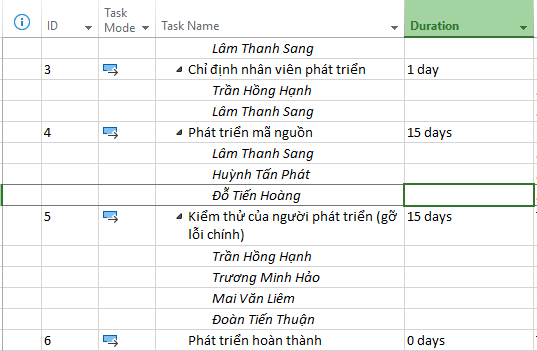 ID Task Mode Task Name Duration
Lâm Thanh Sang
3 Chỉ định nhân viên phát triển 1 day
Trần Hồng Hạnh
Lâm Thanh Sang
4 Phát triển mã nguồn 15 days
Lâm Thanh Sang
Huỳnh Tấn Phát
Đỗ Tiến Hoàng
5 Kiểm thử của người phát triển (gỡ 15 days
lỗi chính)
Trần Hồng Hạnh
Trương Minh Hảo
Mai Văn Liêm
Đoàn Tiến Thuận
6 Phát triển hoàn thành 0 days